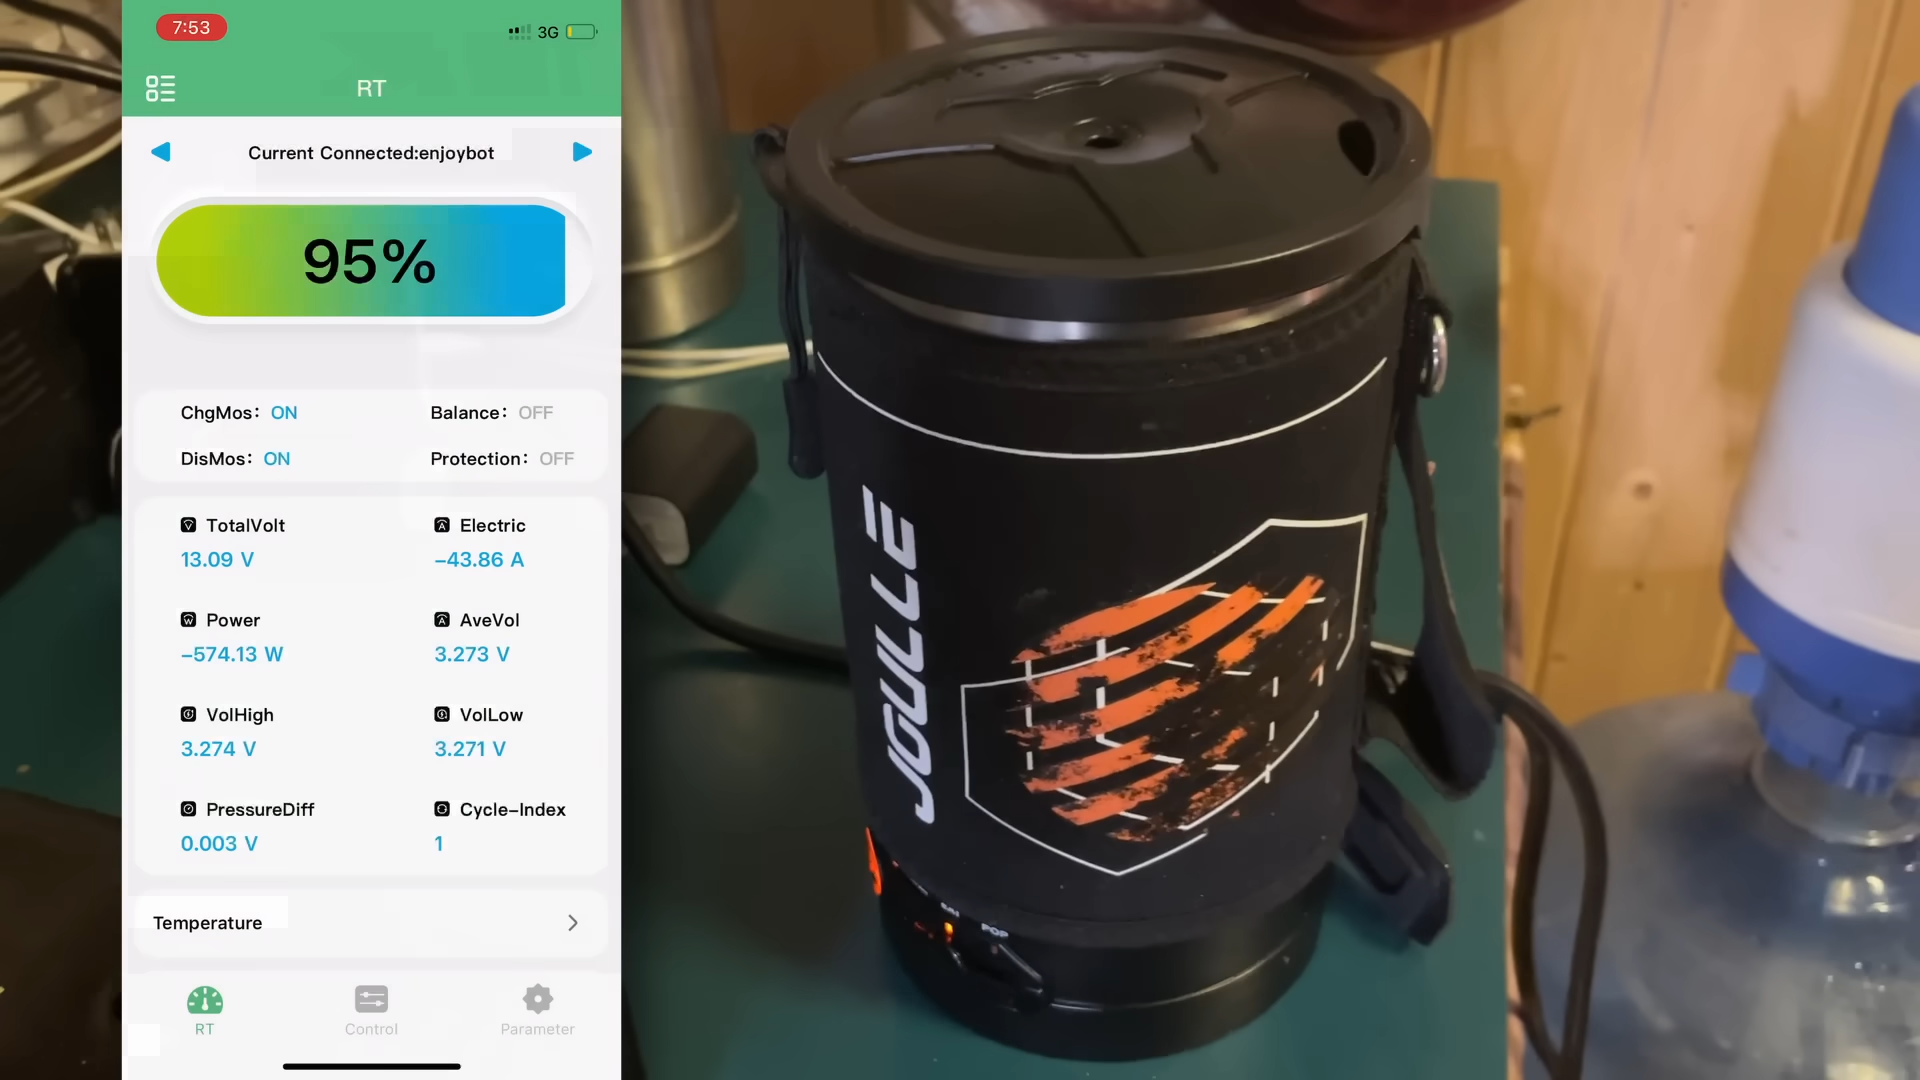 7:53
3G
RT
Current Connected:enjoybot
95%
ChgMos: ON
Balance: OFF
DisMos: ON
Protection: OFF
TotalVolt
Electric
13.09 V
-43.86 A
Power
AveVol
-574.13 W
3.273 V
VolHigh
VolLow
3.274 V
3.271 V
PressureDiff
Cycle-Index
0.003 V
1
Temperature
RT
Control
Parameter
JOULLE
POP